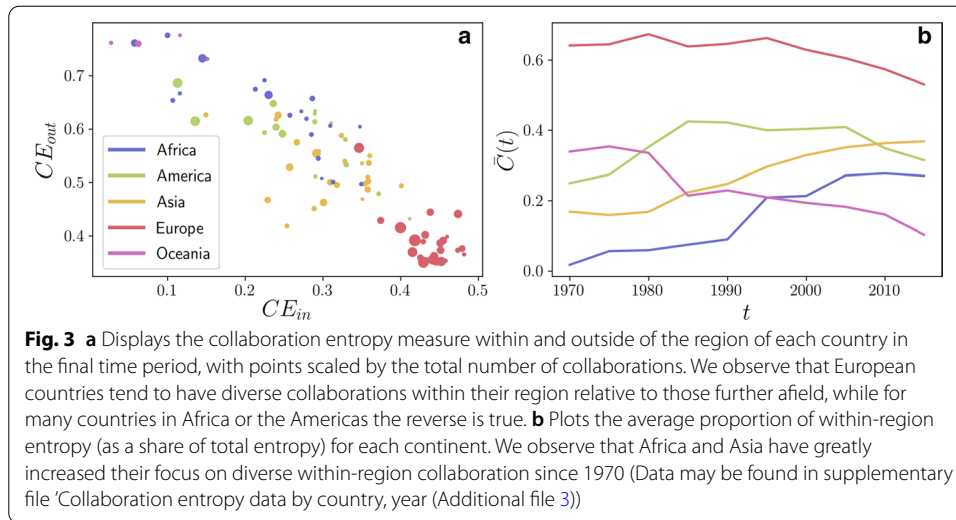 a
b
CE_out
0.7
0.6
0.5
0.4
Africa
America
Asia
Europe
Oceania
0.1
0.2
0.3
0.4
0.5
CE_in
C̄(t)
0.6
0.4
0.2
0.0
1970
1980
1990
2000
2010
t
Fig. 3 a Displays the collaboration entropy measure within and outside of the region of each country in
the final time period, with points scaled by the total number of collaborations. We observe that European
countries tend to have diverse collaborations within their region relative to those further afield, while for
many countries in Africa or the Americas the reverse is true. b Plots the average proportion of within-region
entropy (as a share of total entropy) for each continent. We observe that Africa and Asia have greatly
increased their focus on diverse within-region collaboration since 1970 (Data may be found in supplementary
file ‘Collaboration entropy data by country, year (Additional file 3))